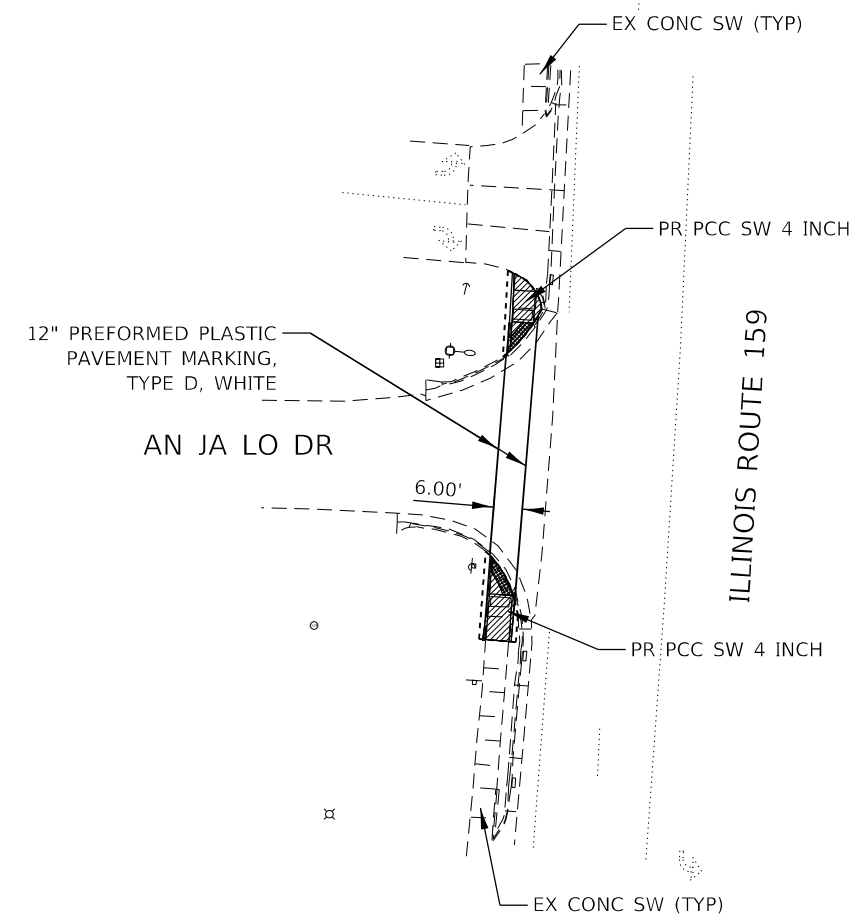 EX CONC SW (TYP)
PR PCC SW 4 INCH
12" PREFORMED PLASTIC
PAVEMENT MARKING,
TYPE D, WHITE
ILLINOIS ROUTE 159
AN JA LO DR
6.00'
PR PCC SW 4 INCH
EX CONC SW (TYP)